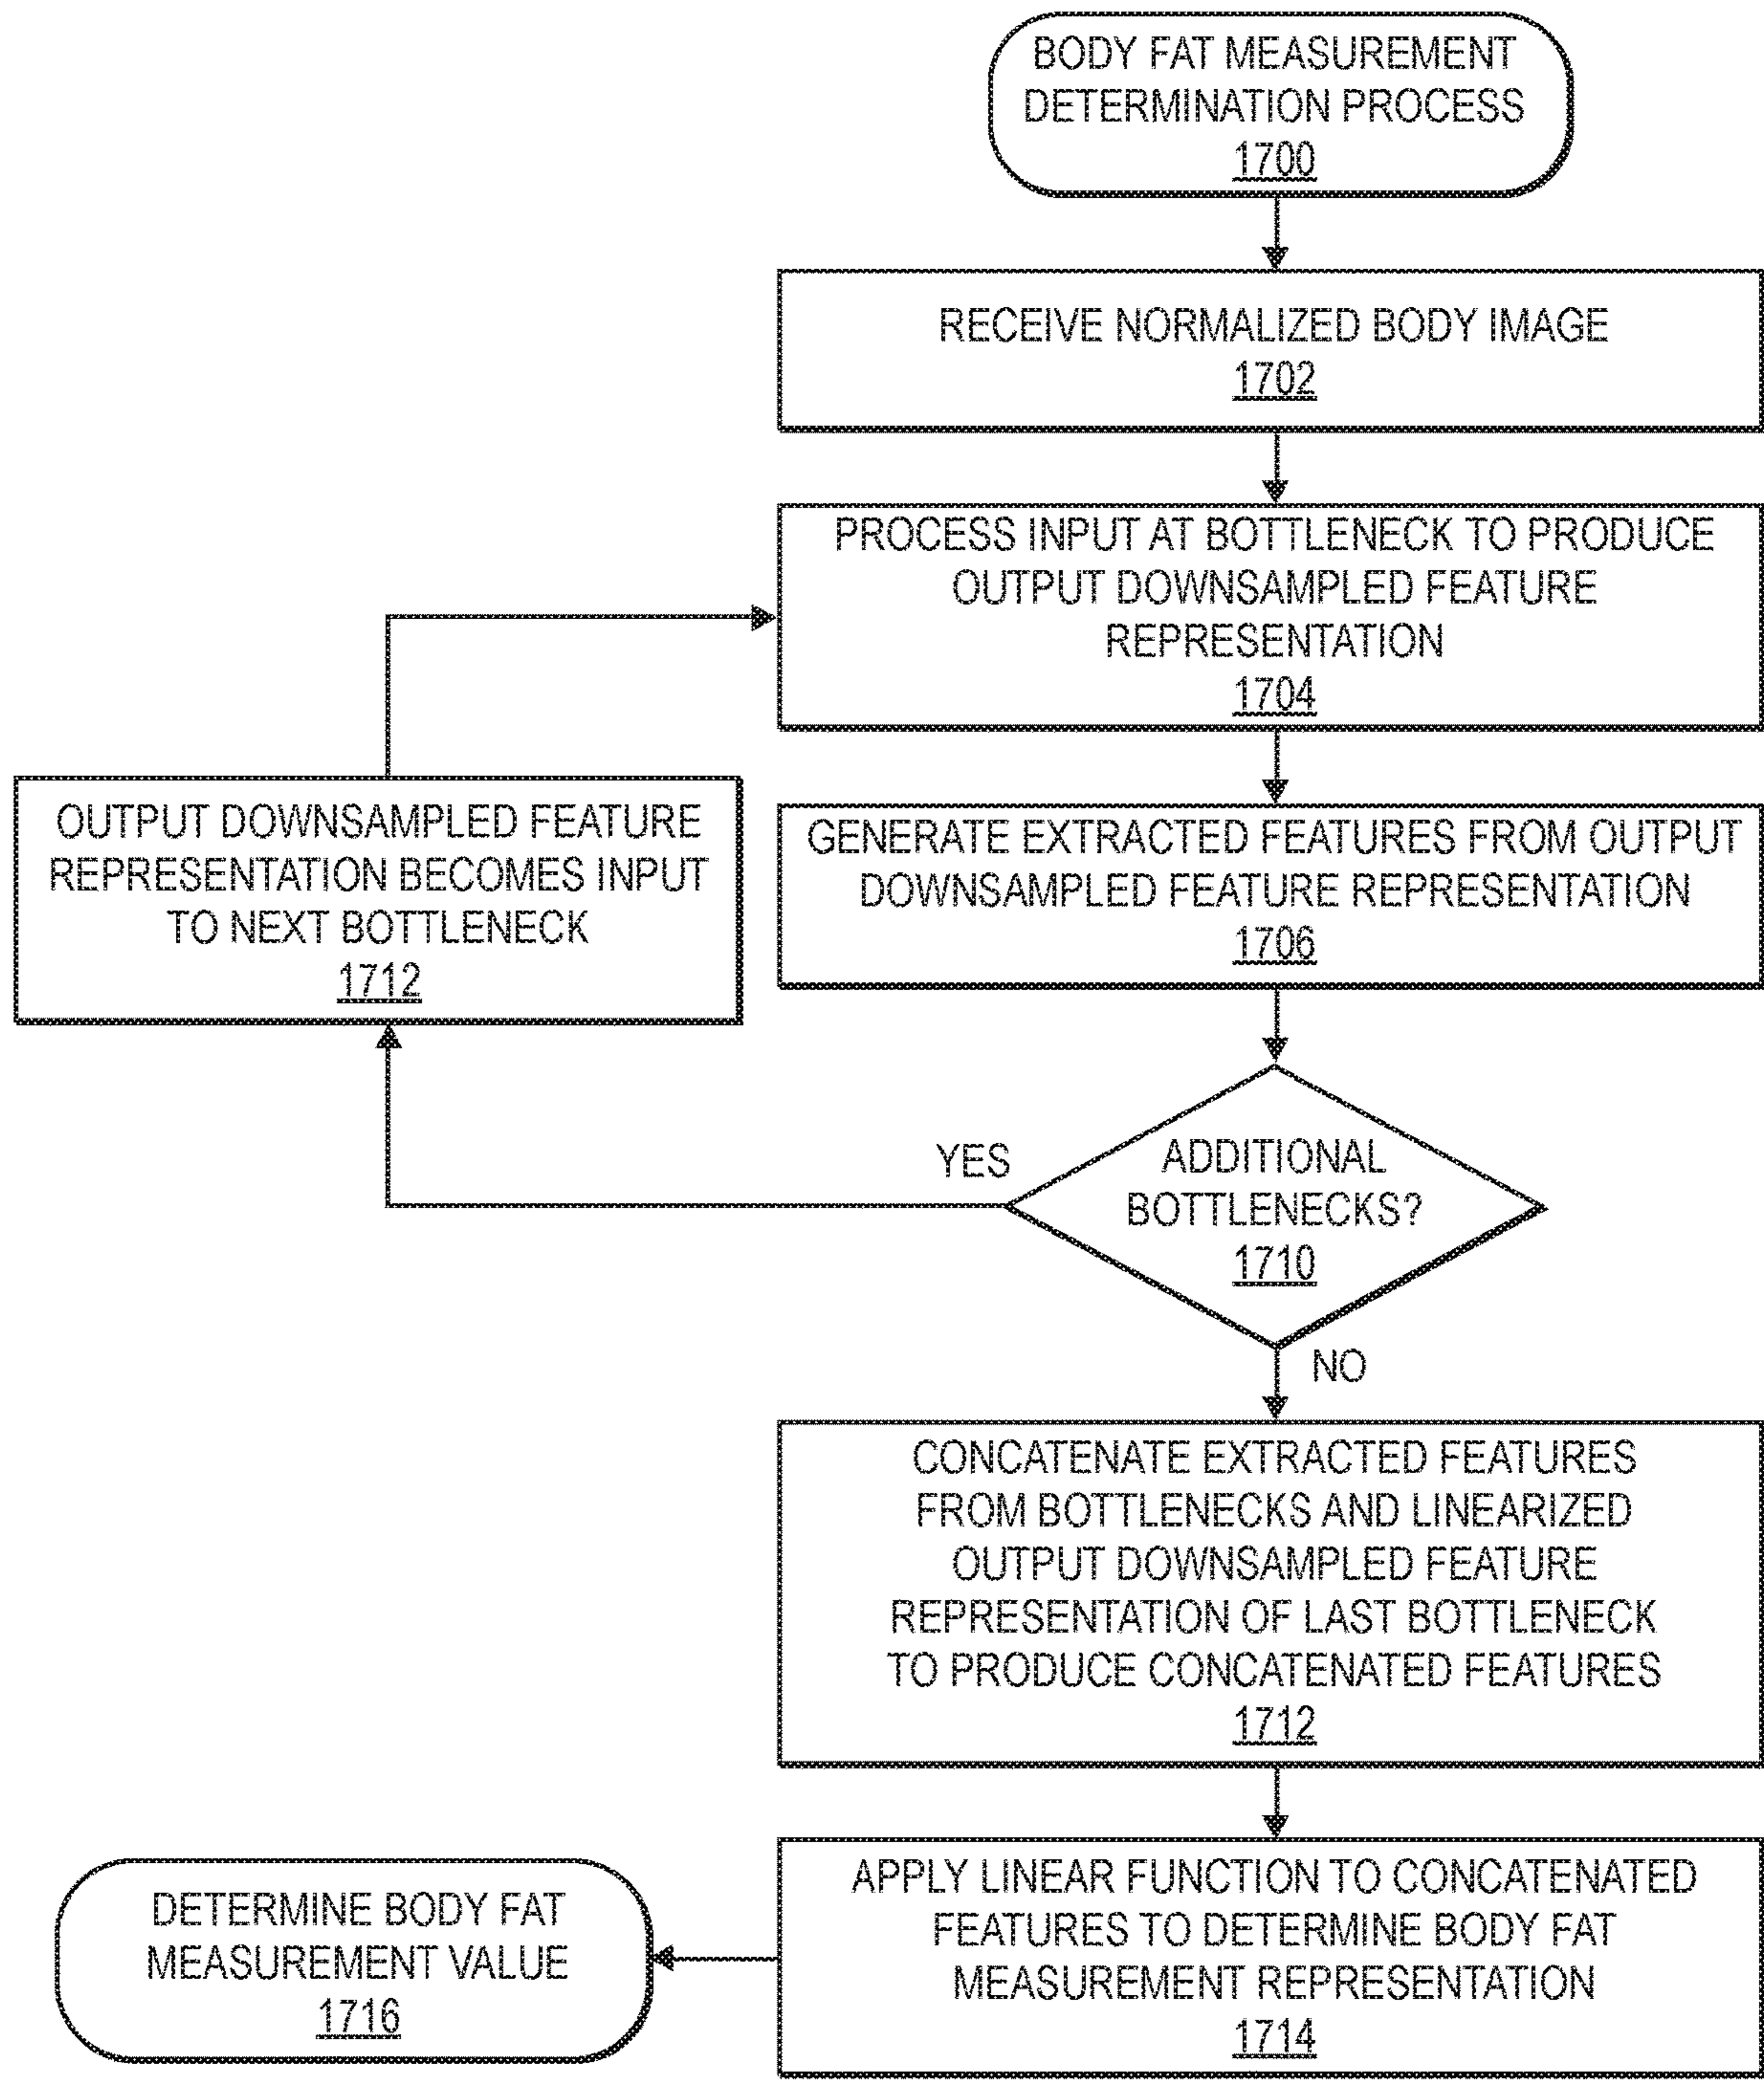 BODY FAT MEASUREMENT
DETERMINATION PROCESS
1700
RECEIVE NORMALIZED BODY IMAGE
1702
PROCESS INPUT AT BOTTLENECK TO PRODUCE
OUTPUT DOWNSAMPLED FEATURE
REPRESENTATION
1704
OUTPUT DOWNSAMPLED FEATURE
REPRESENTATION BECOMES INPUT
TO NEXT BOTTLENECK
1712
GENERATE EXTRACTED FEATURES FROM OUTPUT
DOWNSAMPLED FEATURE REPRESENTATION
1706
YES
ADDITIONAL
BOTTLENECKS?
1710
NO
CONCATENATE EXTRACTED FEATURES
FROM BOTTLENECKS AND LINEARIZED
OUTPUT DOWNSAMPLED FEATURE
REPRESENTATION OF LAST BOTTLENECK
TO PRODUCE CONCATENATED FEATURES
1712
APPLY LINEAR FUNCTION TO CONCATENATED
FEATURES TO DETERMINE BODY FAT
MEASUREMENT REPRESENTATION
1714
DETERMINE BODY FAT
MEASUREMENT VALUE
1716